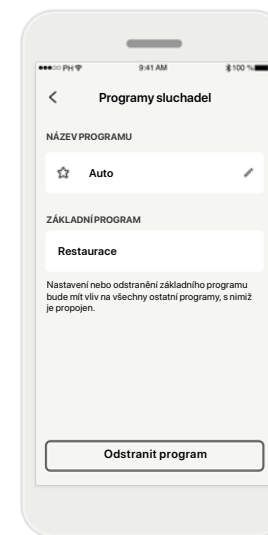 PH 9:41 AM 100 %
Programy sluchadel
NÁZEV PROGRAMU
Auto
ZÁKLADNÍ PROGRAM
Restaurace
Nastavení nebo odstranění základního programu
bude mít vliv na všechny ostatní programy, s nimiž
je propojen.
Odstranit program